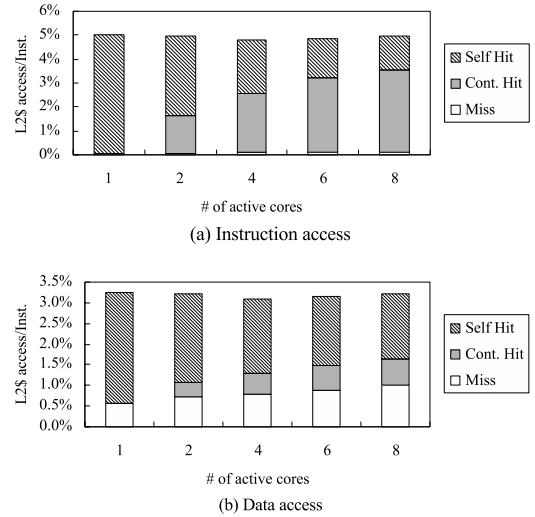 6%
5%
4%
3%
2%
1%
0%
L2$ access/Inst.
1 2 4 6 8
# of active cores
Self Hit
Cont. Hit
Miss
(a) Instruction access
3.5%
3.0%
2.5%
2.0%
1.5%
1.0%
0.5%
0.0%
L2$ access/Inst.
1 2 4 6 8
# of active cores
Self Hit
Cont. Hit
Miss
(b) Data access